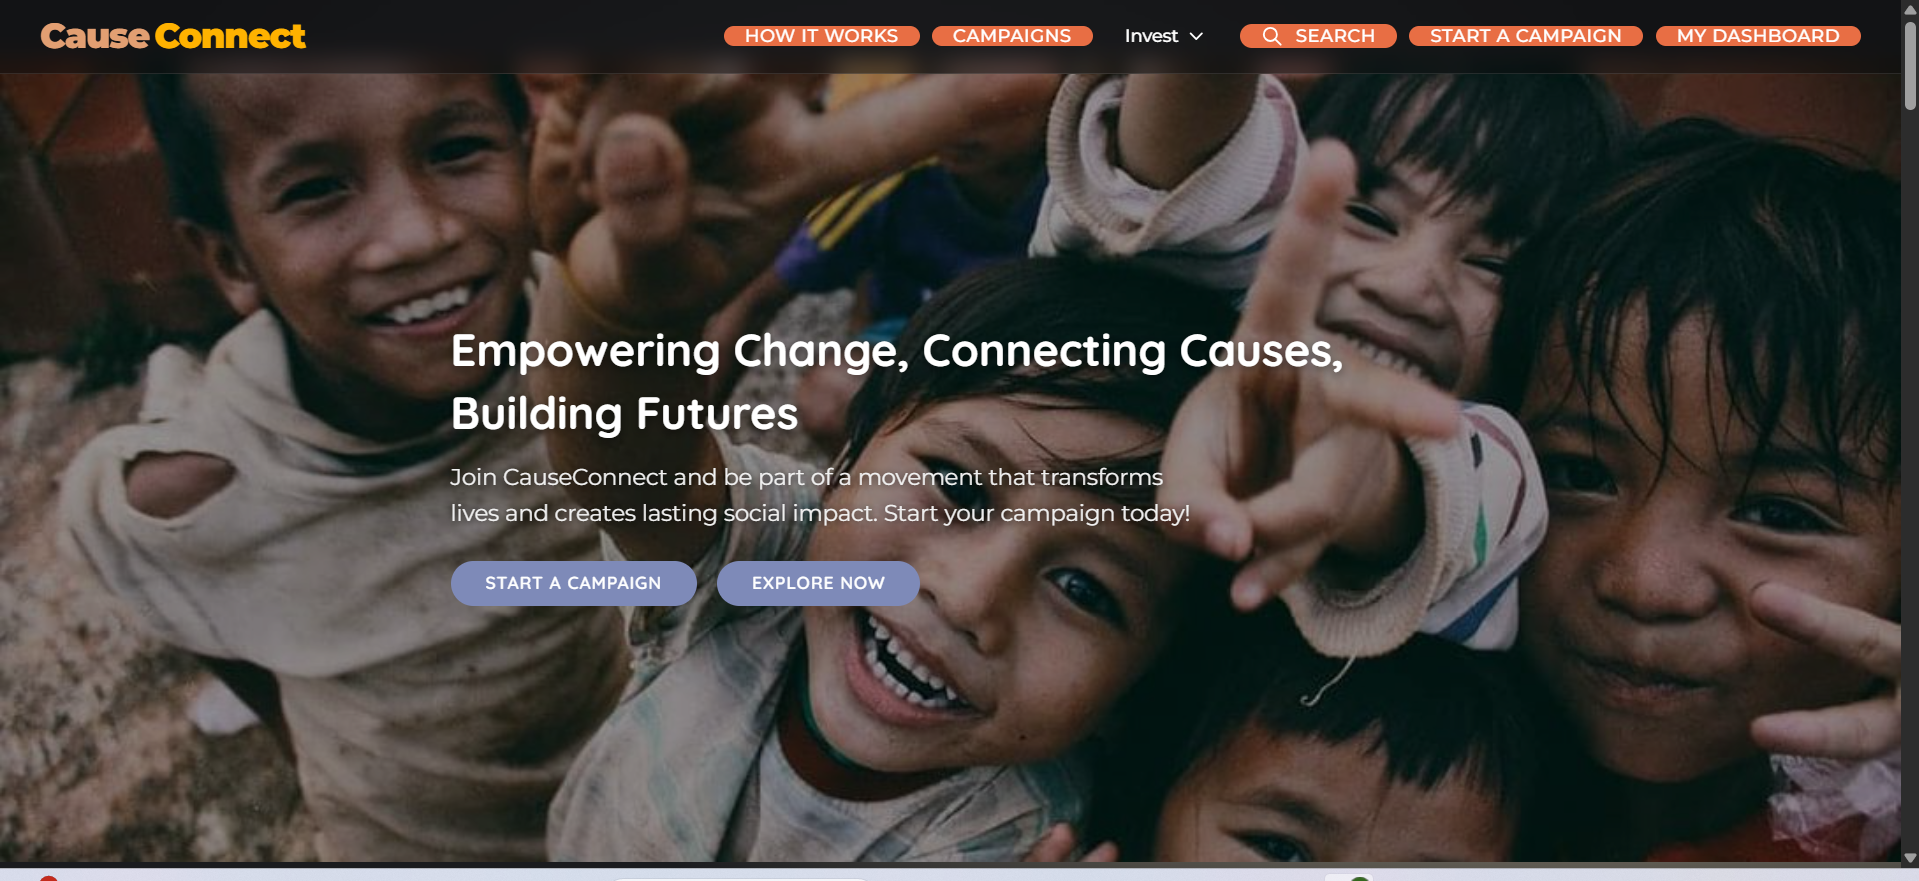 Cause Connect
HOW IT WORKS
CAMPAIGNS
Invest
SEARCH
START A CAMPAIGN
MY DASHBOARD
Empowering Change, Connecting Causes,
Building Futures
Join CauseConnect and be part of a movement that transforms
lives and creates lasting social impact. Start your campaign today!
START A CAMPAIGN
EXPLORE NOW